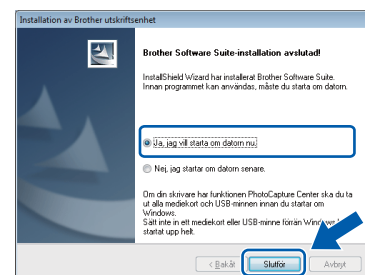 Installation av Brother utskriftsenhet
Brother Software Suite-installation avslutad!
InstallShield Wizard har installerat Brother Software Suite.
Innan programmet kan användas, måste du starta om datorn.
Ja, jag vill starta om datorn nu.
Nej, jag startar om datorn senare.
Om din skrivare har funktionen PhotoCapture Center ska du ta
ut alla mediekort och USB-minnen innan du startar om
Windows.
Sätt inte in ett mediekort eller USB-minne förrän
startat upp helt.
< Bakåt
Slutför
Avbryt